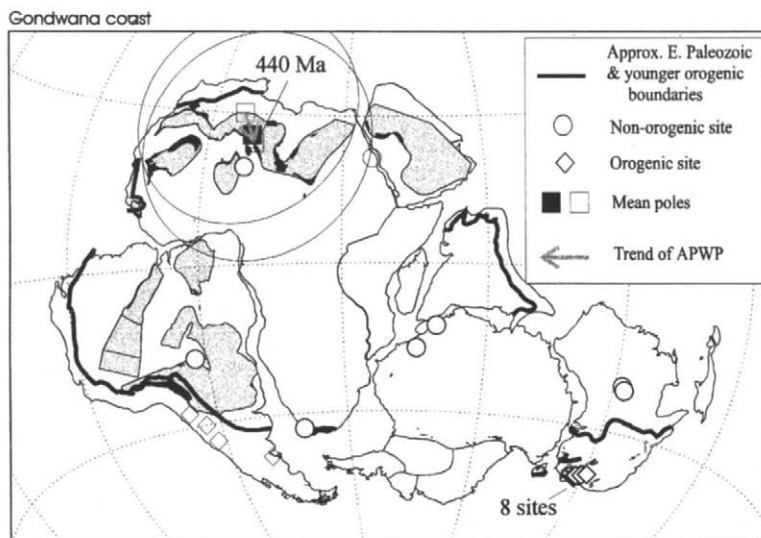 Gondwana coast
440 Ma
Approx. E. Paleozoic
& younger orogenic
boundaries
Non-orogenic site
Orogenic site
Mean poles
Trend of APWP
8 sites